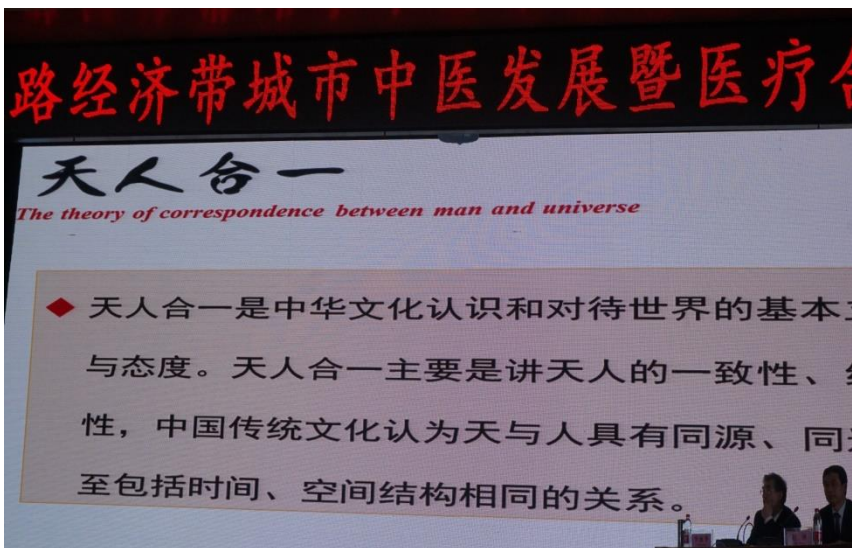 路经济带城市中医发展暨医疗
天人合一
The theory of correspondence between man and universe
天人合一是中华文化认识和对待世界的基本
与态度。天人合一主要是讲天人的一致性、
性，中国传统文化认为天与人具有同源、同
至包括时间、空间结构相同的关系。